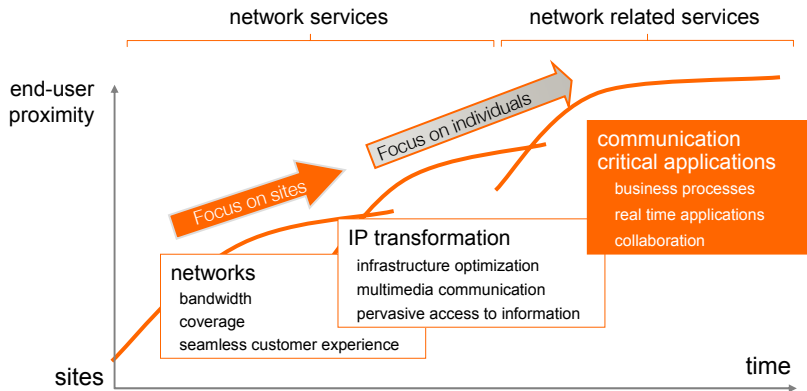 network services
network related services
end-user
proximity
Focus on sites
Focus on individuals
communication
critical applications
business processes
real time applications
collaboration
IP transformation
infrastructure optimization
multimedia communication
pervasive access to information
networks
bandwidth
coverage
seamless customer experience
sites
time